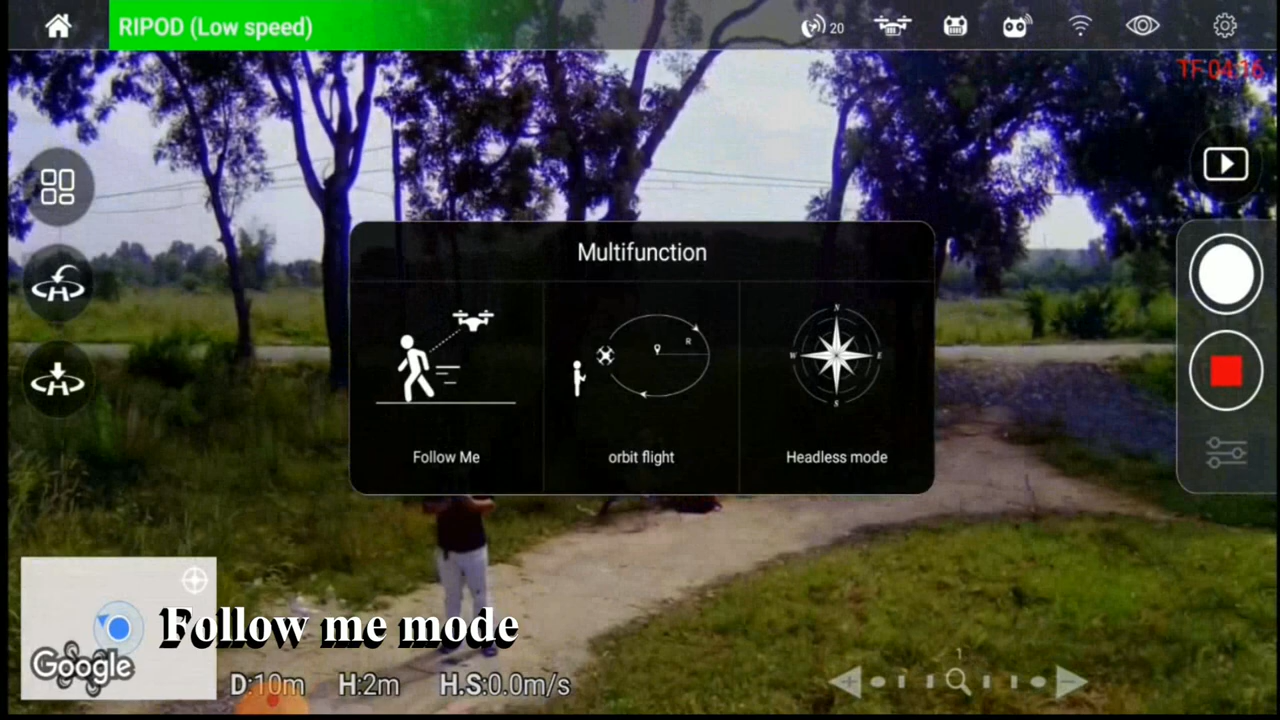 RIPOD (Low speed)
20
TF 04:16
Multifunction
N
R
W
E
S
Follow Me
orbit flight
Headless mode
Follow me mode
Google
D:10m H:2m H.S:0.0m/s
1